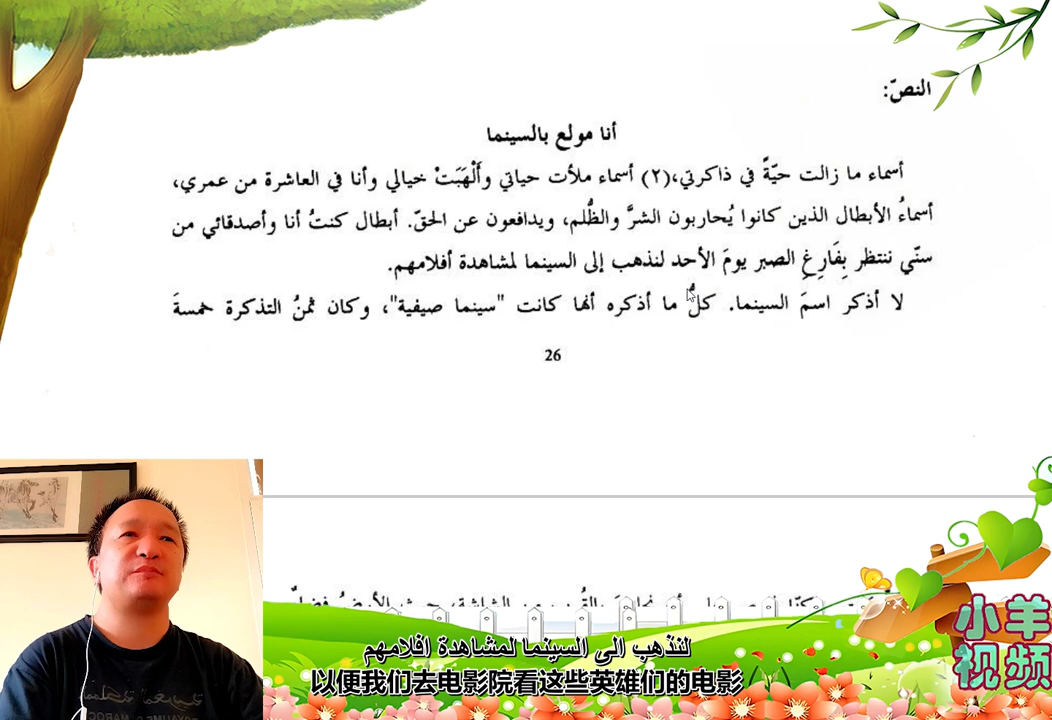 النصّ:
أنا مولع بالسينما
أسماء ما زالت حيّةً في ذاكرتي،(٢) أسماء ملأت حياتي وأَلْهَبَتْ خيالي وأنا في العاشرة من عمري،
أسماءُ الأبطال الذين كانوا يُحاربون الشرَّ والظُّلم، ويدافعون عن الحقّ. أبطال كنتُ أنا وأصدقائي من
سنّي ننتظر بِفَارِغِ الصبر يومَ الأحد لنذهب إلى السينما لمشاهدة أفلامهم.
لا أذكر اسمَ السينما. كلُّ ما أذكره أنها كانت "سينما صيفية"، وكان ثمنُ التذكرة خمسةَ
26
لنذهب الى السينما لمشاهدة افلامهم
以便我们去电影院看这些英雄们的电影
小羊
视频